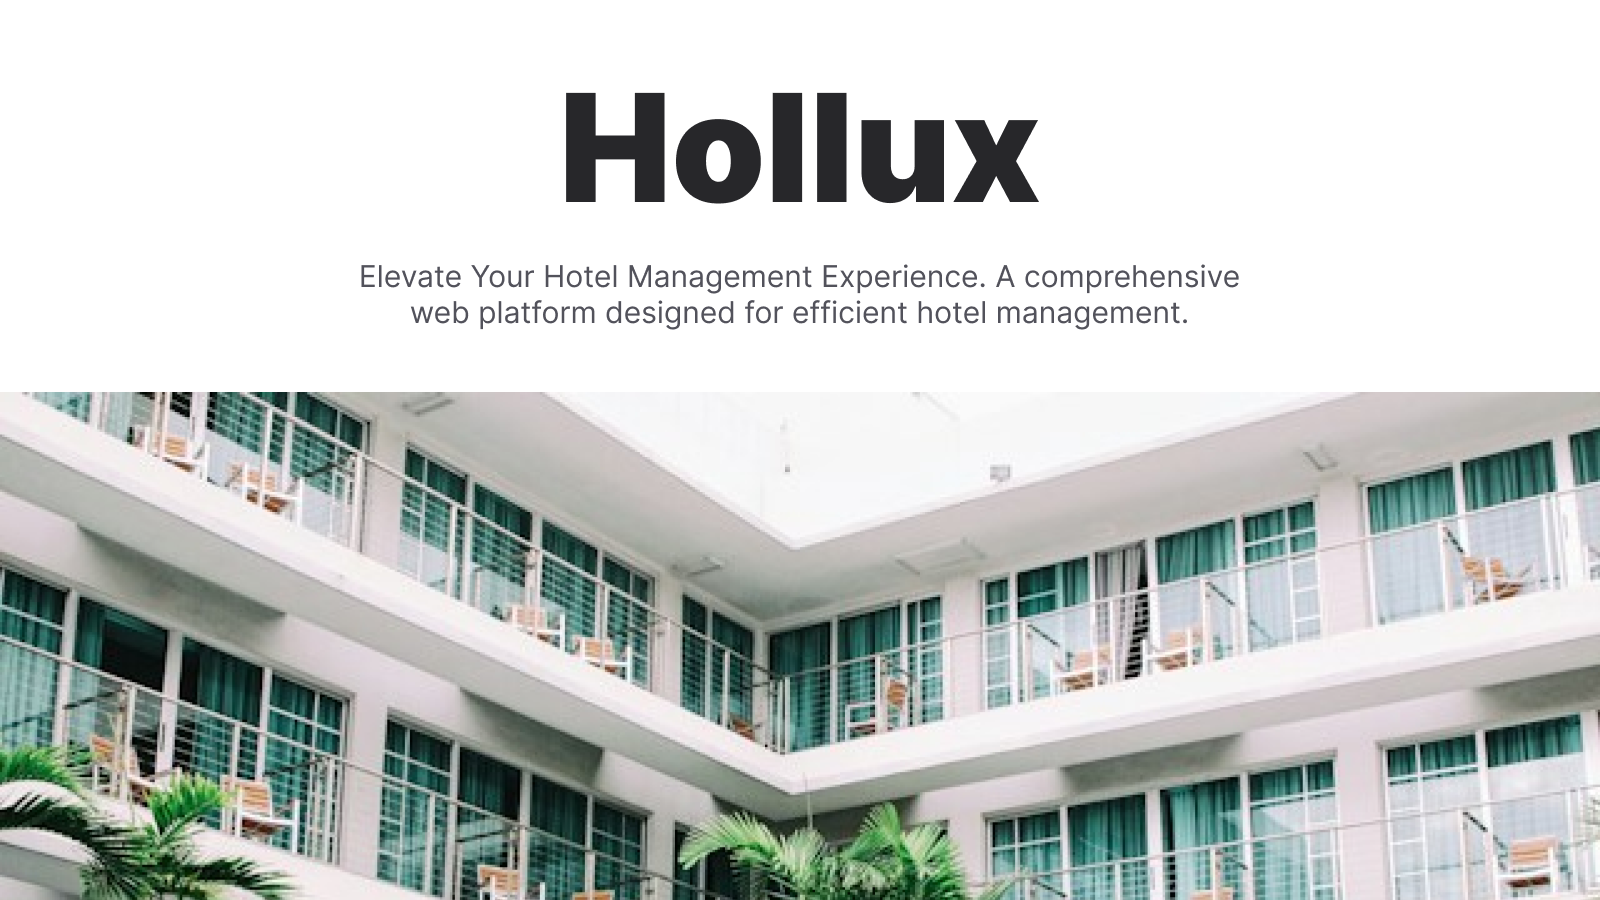 Hollux
Elevate Your Hotel Management Experience. A comprehensive
web platform designed for efficient hotel management.